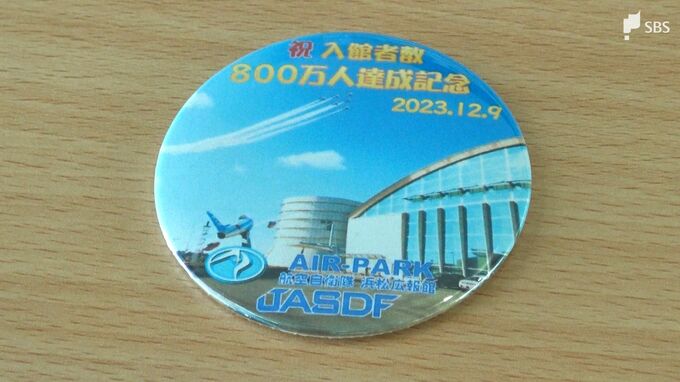 SBS
祝 入館者数
800万人達成記念
2023.12.9
AIR-PARK
航空自衛隊 浜松広報館
JASDF